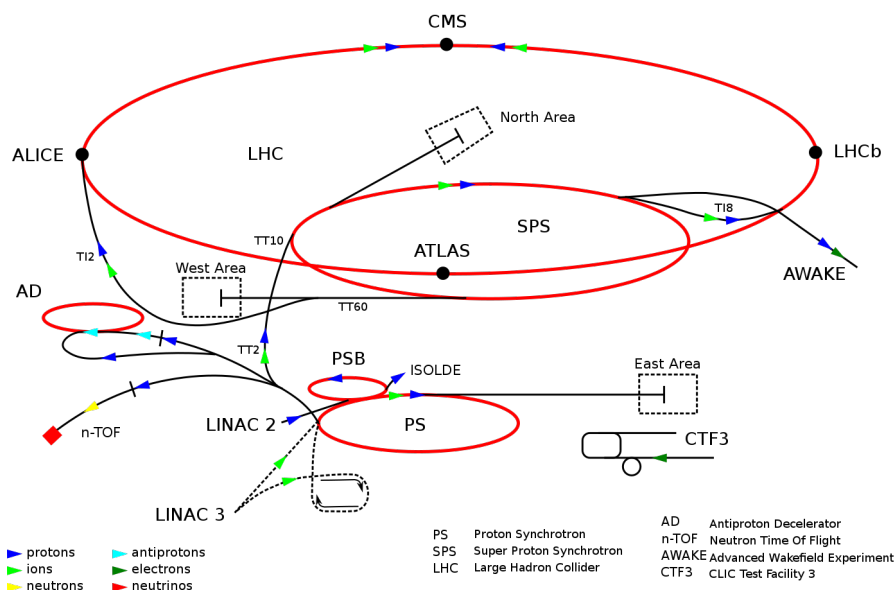 CMS
North Area
ALICE
LHC
LHCb
TI8
SPS
TT10
ATLAS
TI2
West Area
AWAKE
AD
TT60
TT2
PSB
ISOLDE
East Area
LINAC 2
PS
n-TOF
CTF3
LINAC 3
PS Proton Synchrotron
SPS Super Proton Synchrotron
LHC Large Hadron Collider
AD Antiproton Decelerator
n-TOF Neutron Time Of Flight
AWAKE Advanced Wakefield Experiment
CTF3 CLIC Test Facility 3
protons
ions
neutrons
antiprotons
electrons
neutrinos